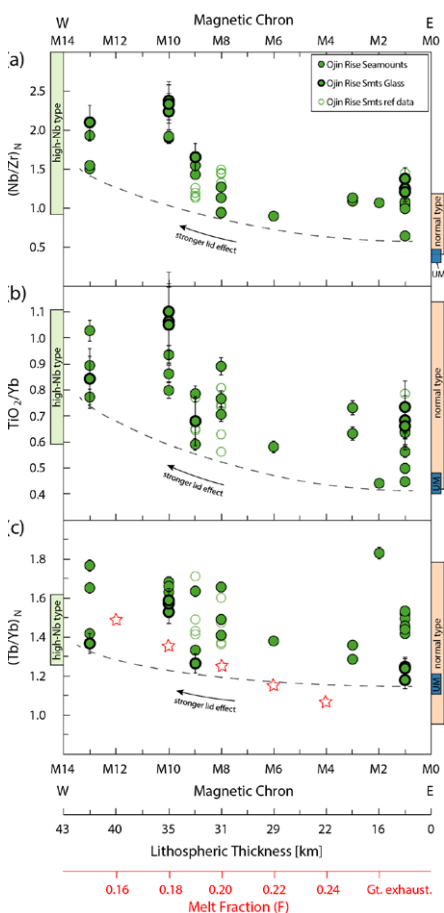 W Magnetic Chron E
M14 M12 M10 M8 M6 M4 M2 M0
(a)
Ojin Rise Seamounts
Ojin Rise Smts Glass
Ojin Rise Smts ref data
high-Nb type
(Nb/Zr)N
2.5
2.0
1.5
1.0
0.5
stronger lid effect
normal type
UM
(b)
high-Nb type
TiO2/Yb
1.1
1.0
0.9
0.8
0.7
0.6
0.5
0.4
stronger lid effect
normal type
UM
(c)
high-Nb type
(Tb/Yb)N
1.8
1.6
1.4
1.2
1.0
stronger lid effect
normal type
UM
M14 M12 M10 M8 M6 M4 M2 M0
W Magnetic Chron E
43 40 35 31 29 22 16 0
Lithospheric Thickness [km]
0.16 0.18 0.20 0.22 0.24 Gt. exhaust.
Melt Fraction (F)